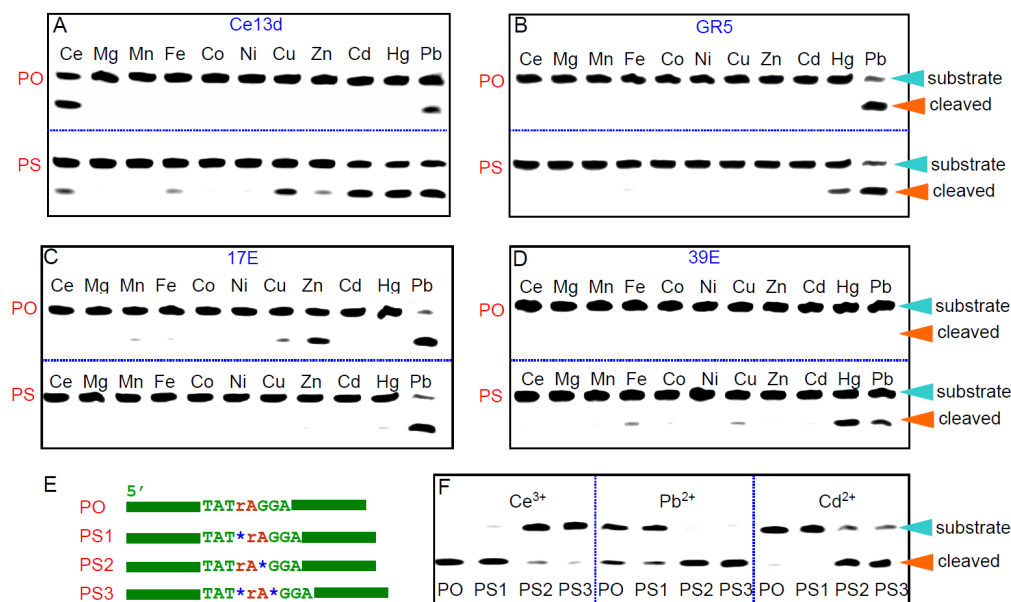 A Ce13d
Ce Mg Mn Fe Co Ni Cu Zn Cd Hg Pb
PO
PS
B GR5
Ce Mg Mn Fe Co Ni Cu Zn Cd Hg Pb
PO substrate
cleaved
PS substrate
cleaved
C 17E
Ce Mg Mn Fe Co Ni Cu Zn Cd Hg Pb
PO
Ce Mg Mn Fe Co Ni Cu Zn Cd Hg Pb
PS
D 39E
Ce Mg Mn Fe Co Ni Cu Zn Cd Hg Pb
PO substrate
cleaved
Ce Mg Mn Fe Co Ni Cu Zn Cd Hg Pb
PS substrate
cleaved
E 5′
PO TATrAGGA
PS1 TAT*rAGGA
PS2 TATrA*GGA
PS3 TAT*rA*GGA
F Ce³⁺ Pb²⁺ Cd²⁺
substrate
cleaved
PO PS1 PS2 PS3 PO PS1 PS2 PS3 PO PS1 PS2 PS3